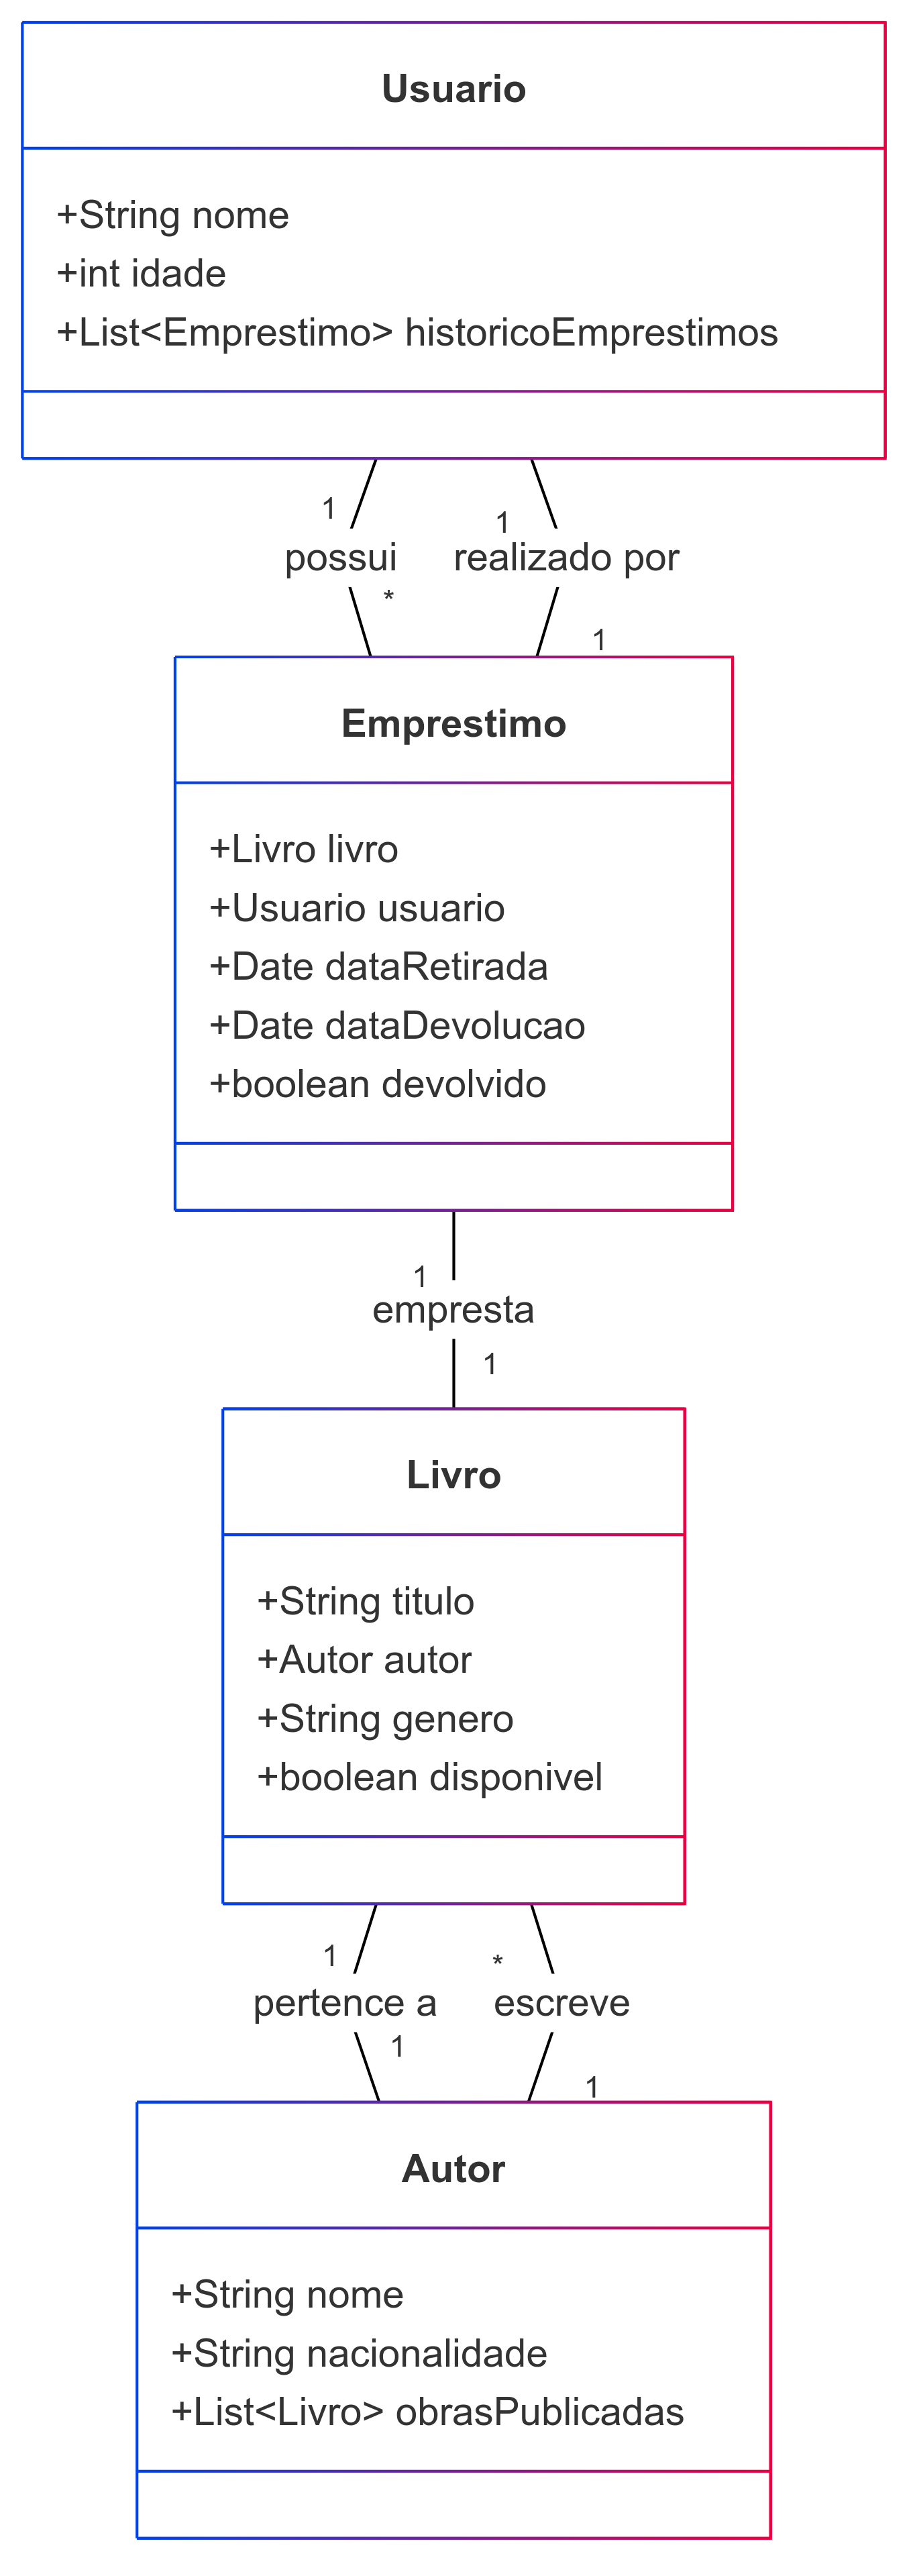 Usuario
+String nome
+int idade
+List<Emprestimo> historicoEmprestimos
1
1
possui
realizado por
*
1
Emprestimo
+Livro livro
+Usuario usuario
+Date dataRetirada
+Date dataDevolucao
+boolean devolvido
1
empresta
1
Livro
+String titulo
+Autor autor
+String genero
+boolean disponivel
1
*
pertence a
escreve
1
1
Autor
+String nome
+String nacionalidade
+List<Livro> obrasPublicadas